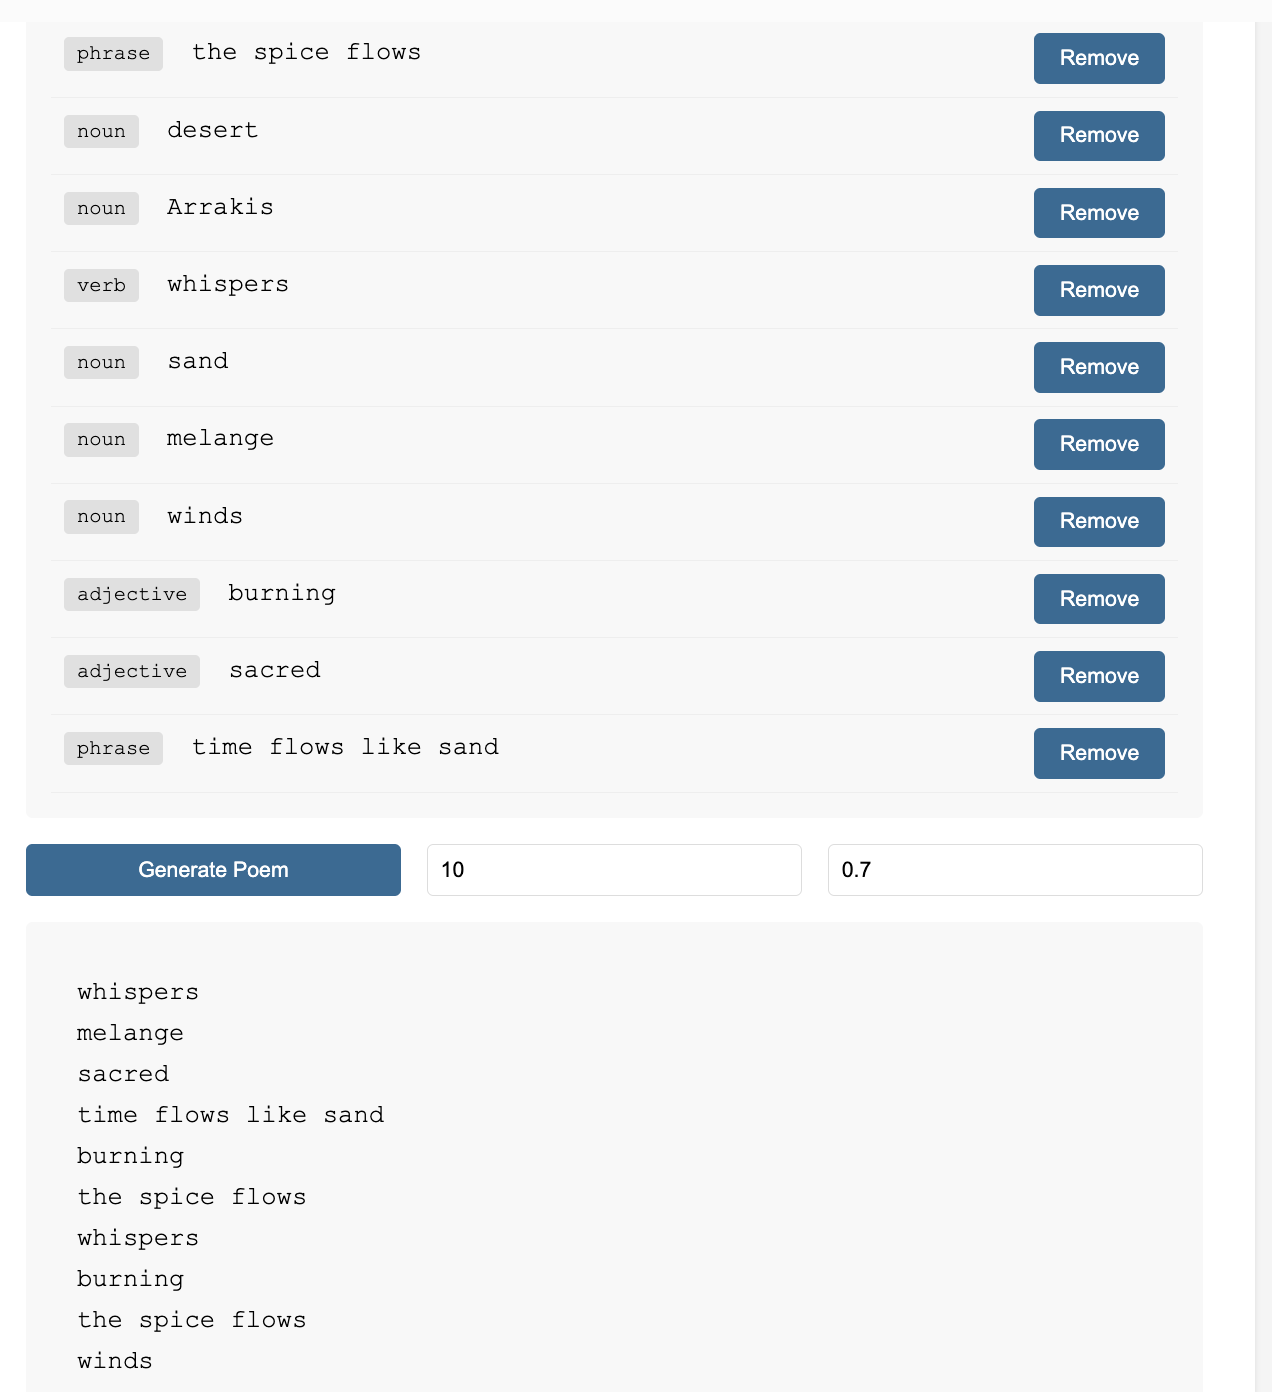 phrase the spice flows Remove
noun desert Remove
noun Arrakis Remove
verb whispers Remove
noun sand Remove
noun melange Remove
noun winds Remove
adjective burning Remove
adjective sacred Remove
phrase time flows like sand Remove
Generate Poem 10 0.7
whispers
melange
sacred
time flows like sand
burning
the spice flows
whispers
burning
the spice flows
winds